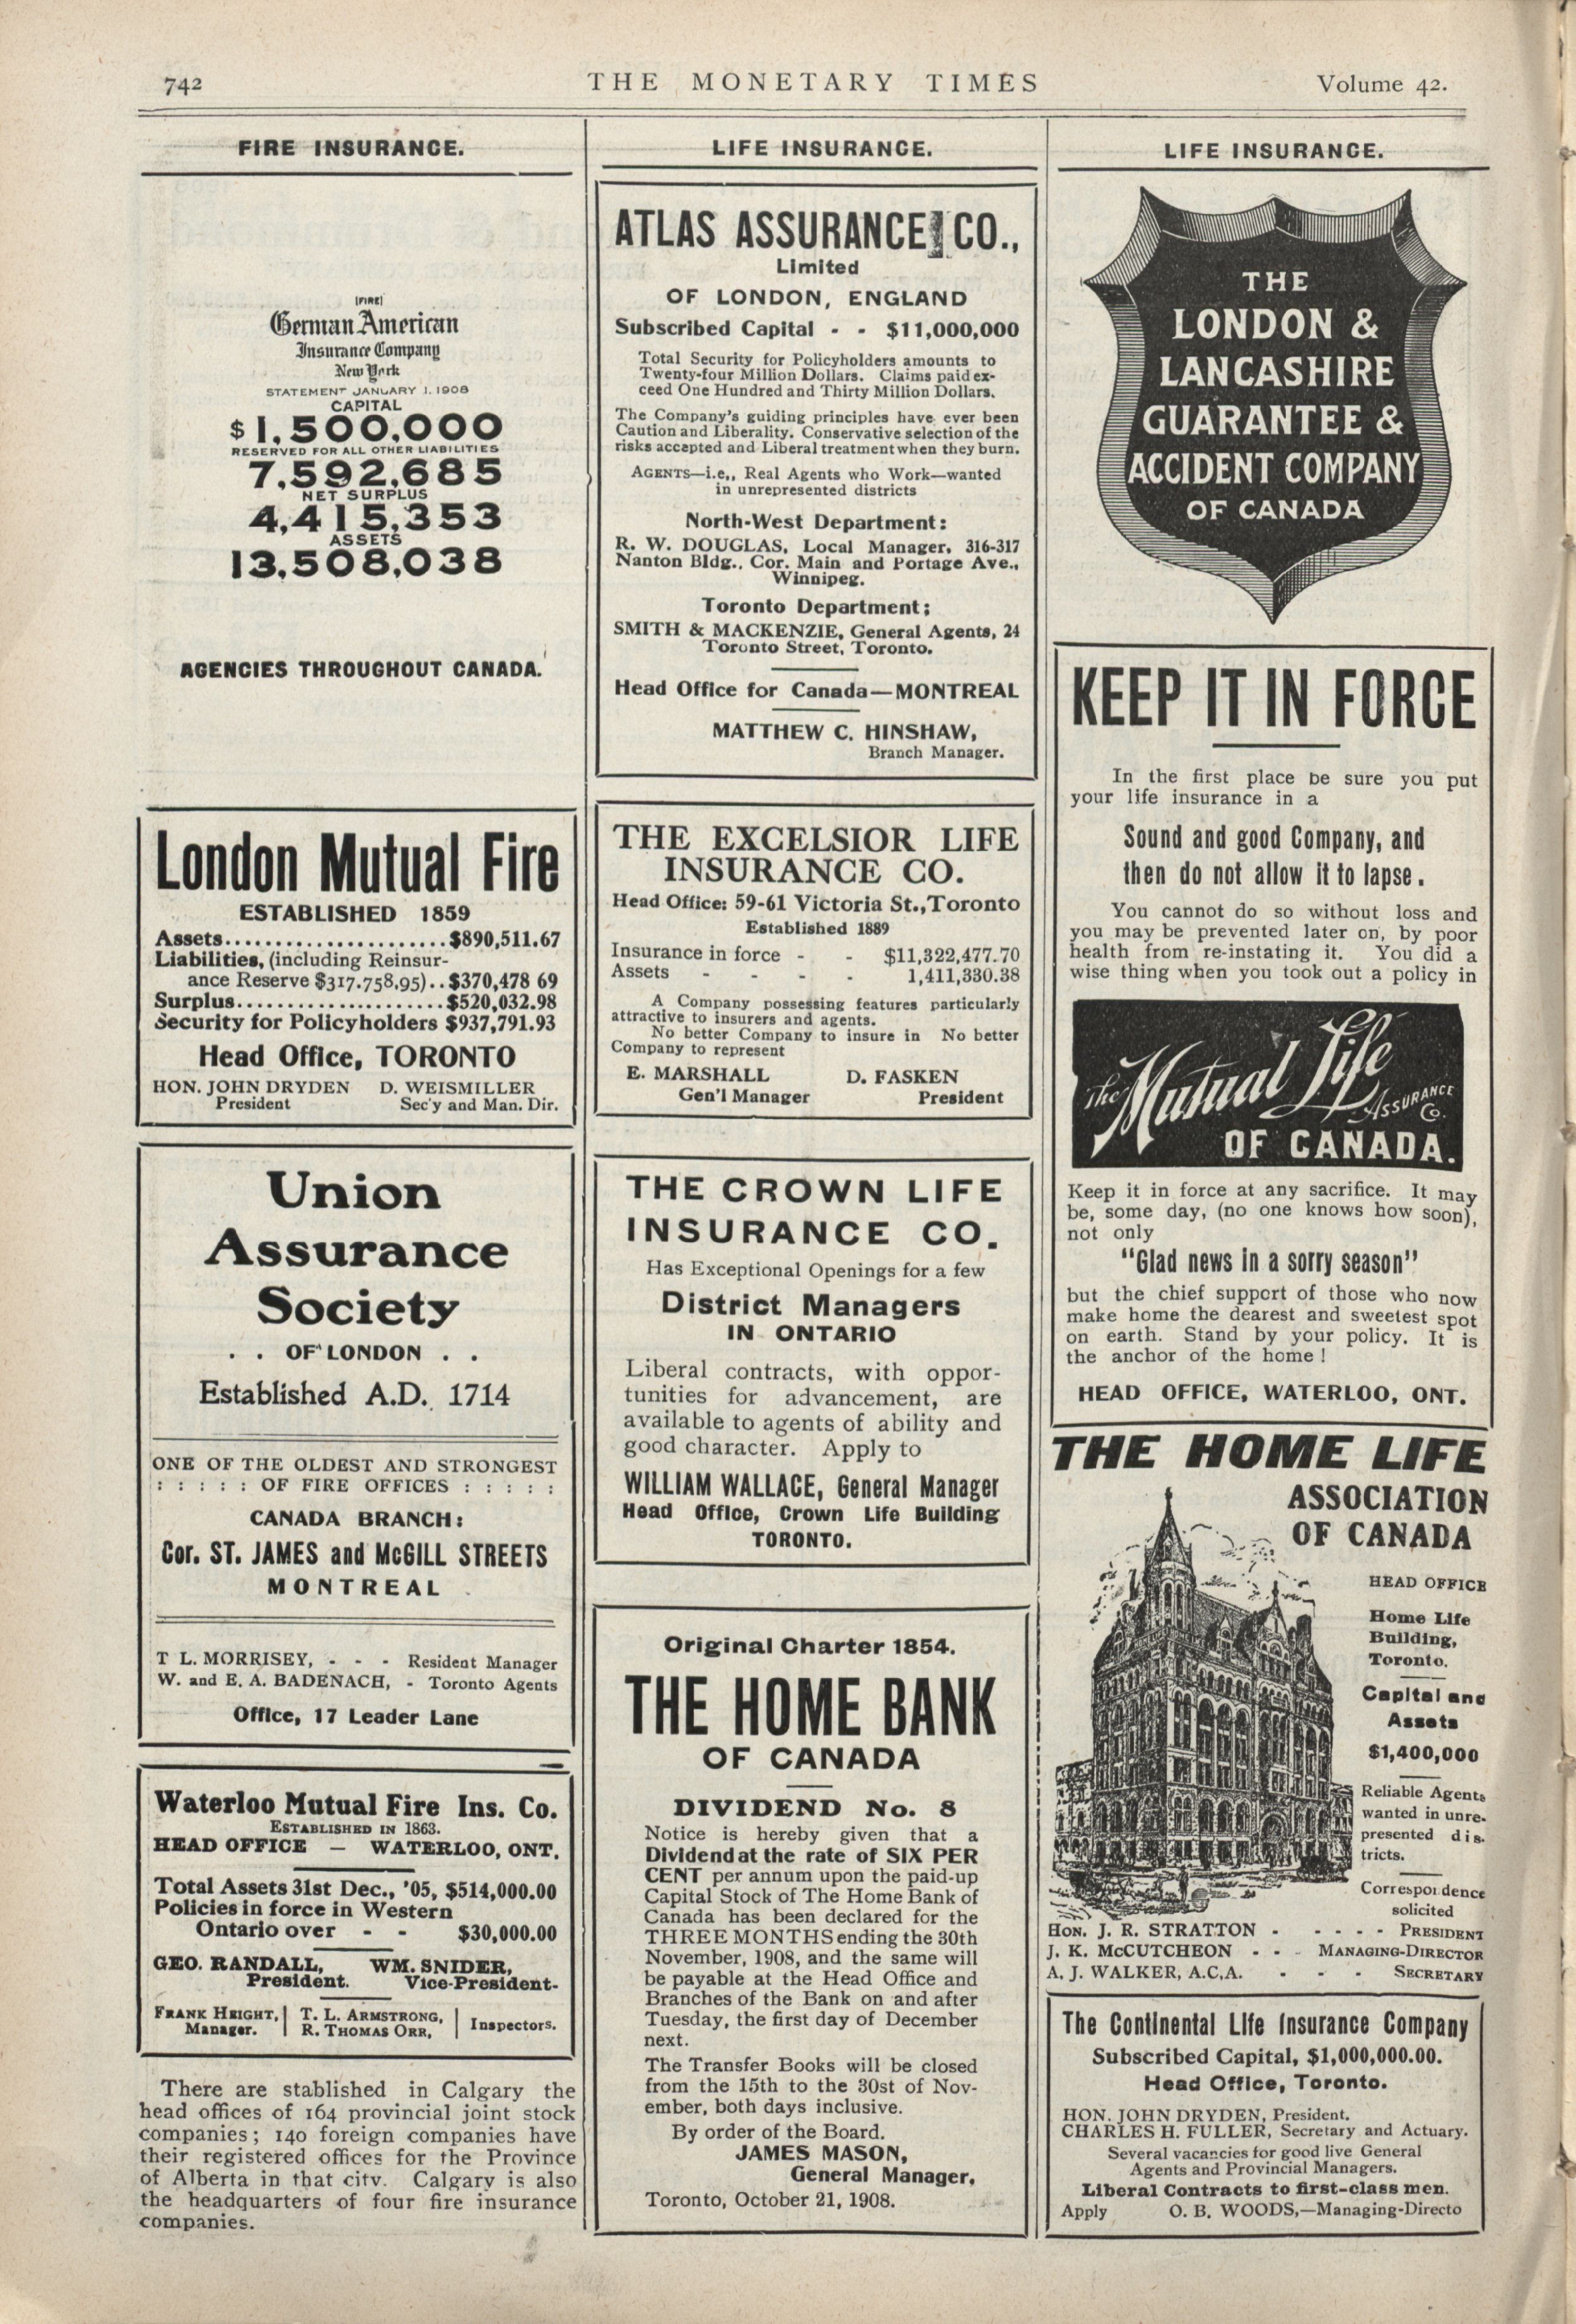 742
THE MONETARY TIMES
Volume 42.
FIRE INSURANCE.
(FIRE)
German American
Insurance Company
New York
STATEMENT JANUARY 1. 1908
CAPITAL
$1,500,000
RESERVED FOR ALL OTHER LIABILITIES
7,592,685
NET SURPLUS
4,415,353
ASSETS
13,508,038
AGENCIES THROUGHOUT CANADA.
London Mutual Fire
ESTABLISHED 1859
Assets......................$890,511.67
Liabilities, (including Reinsur-
ance Reserve $317.758,95)..$370,478 69
Surplus.....................$520,032.98
Security for Policyholders $937,791.93
Head Office, TORONTO
HON. JOHN DRYDEN D. WEISMILLER
President Sec'y and Man. Dir.
Union
Assurance
Society
. . OF LONDON . .
Established A.D. 1714
ONE OF THE OLDEST AND STRONGEST
: : : : : OF FIRE OFFICES : : : : :
CANADA BRANCH:
Cor. ST. JAMES and McGILL STREETS
MONTREAL
T L. MORRISEY, - - - Resident Manager
W. and E. A. BADENACH, - Toronto Agents
Office, 17 Leader Lane
Waterloo Mutual Fire Ins. Co.
ESTABLISHED IN 1863.
HEAD OFFICE — WATERLOO, ONT.
Total Assets 31st Dec., '05, $514,000.00
Policies in force in Western
Ontario over - - $30,000.00
GEO. RANDALL, WM. SNIDER,
President. Vice-President-
FRANK HEIGHT, T. L. ARMSTRONG,
Manager. R. THOMAS ORR, Inspectors.
There are stablished in Calgary the
head offices of 164 provincial joint stock
companies; 140 foreign companies have
their registered offices for the Province
of Alberta in that city. Calgary is also
the headquarters of four fire insurance
companies.
LIFE INSURANCE.
ATLAS ASSURANCE CO.,
Limited
OF LONDON, ENGLAND
Subscribed Capital - - $11,000,000
Total Security for Policyholders amounts to
Twenty-four Million Dollars. Claims paid ex-
ceed One Hundred and Thirty Million Dollars.
The Company's guiding principles have ever been
Caution and Liberality. Conservative selection of the
risks accepted and Liberal treatment when they burn.
AGENTS—i.e., Real Agents who Work—wanted
in unrepresented districts
North-West Department:
R. W. DOUGLAS, Local Manager, 316-317
Nanton Bldg., Cor. Main and Portage Ave.,
Winnipeg.
Toronto Department;
SMITH & MACKENZIE, General Agents, 24
Toronto Street, Toronto.
Head Office for Canada—MONTREAL
MATTHEW C. HINSHAW,
Branch Manager.
THE EXCELSIOR LIFE
INSURANCE CO.
Head Office: 59-61 Victoria St., Toronto
Established 1889
Insurance in force - - $11,322,477.70
Assets - - - - 1,411,330.38
A Company possessing features particularly
attractive to insurers and agents.
No better Company to insure in No better
Company to represent
E. MARSHALL D. FASKEN
Gen'l Manager President
THE CROWN LIFE
INSURANCE CO.
Has Exceptional Openings for a few
District Managers
IN ONTARIO
Liberal contracts, with oppor-
tunities for advancement, are
available to agents of ability and
good character. Apply to
WILLIAM WALLACE, General Manager
Head Office, Crown Life Building
TORONTO.
Original Charter 1854.
THE HOME BANK
OF CANADA
DIVIDEND No. 8
Notice is hereby given that a
Dividend at the rate of SIX PER
CENT per annum upon the paid-up
Capital Stock of The Home Bank of
Canada has been declared for the
THREE MONTHS ending the 30th
November, 1908, and the same will
be payable at the Head Office and
Branches of the Bank on and after
Tuesday, the first day of December
next.
The Transfer Books will be closed
from the 15th to the 30st of Nov-
ember, both days inclusive.
By order of the Board.
JAMES MASON,
General Manager,
Toronto, October 21, 1908.
LIFE INSURANCE.
THE
LONDON &
LANCASHIRE
GUARANTEE &
ACCIDENT COMPANY
OF CANADA
KEEP IT IN FORCE
In the first place be sure you put
your life insurance in a
Sound and good Company, and
then do not allow it to lapse.
You cannot do so without loss and
you may be prevented later on, by poor
health from re-instating it. You did a
wise thing when you took out a policy in
The Mutual Life
ASSURANCE
Co.
OF CANADA.
Keep it in force at any sacrifice. It may
be, some day, (no one knows how soon),
not only
"Glad news in a sorry season"
but the chief support of those who now
make home the dearest and sweetest spot
on earth. Stand by your policy. It is
the anchor of the home!
HEAD OFFICE, WATERLOO, ONT.
THE HOME LIFE
ASSOCIATION
OF CANADA
HEAD OFFICE
Home Life
Building,
Toronto.
Capital and
Assets
$1,400,000
Reliable Agents
wanted in unre-
presented dis-
tricts.
Correspondence
solicited
HON. J. R. STRATTON - - - - - PRESIDENT
J. K. McCUTCHEON - - - MANAGING-DIRECTOR
A. J. WALKER, A.C.A. - - - SECRETARY
The Continental Life Insurance Company
Subscribed Capital, $1,000,000.00.
Head Office, Toronto.
HON. JOHN DRYDEN, President.
CHARLES H. FULLER, Secretary and Actuary.
Several vacancies for good live General
Agents and Provincial Managers.
Liberal Contracts to first-class men.
Apply O. B. WOODS,—Managing-Directo